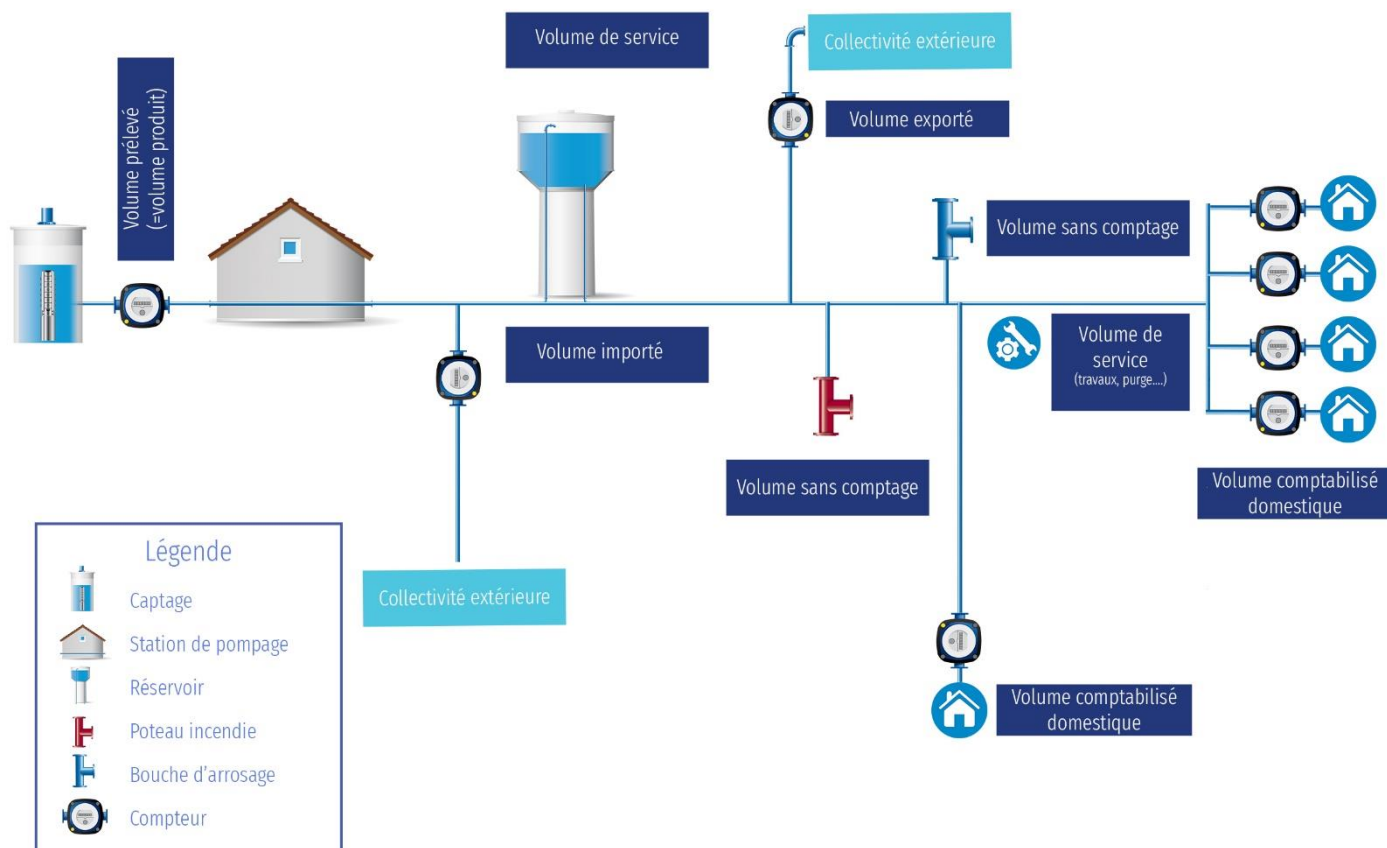 Volume de service
Collectivité extérieure
Volume prélevé
(=volume produit)
Volume exporté
Volume sans comptage
Volume importé
Volume de
service
(travaux, purge....)
Volume sans comptage
Volume comptabilisé
domestique
Légende
Captage
Station de pompage
Réservoir
Poteau incendie
Bouche d'arrosage
Compteur
Collectivité extérieure
Volume comptabilisé
domestique